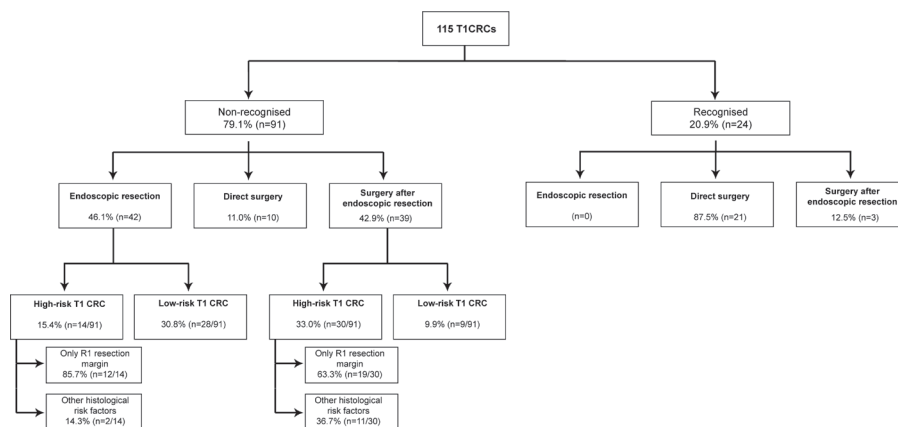 115 T1CRCs
Non-recognised
79.1% (n=91)
Recognised
20.9% (n=24)
Endoscopic resection
46.1% (n=42)
Direct surgery
11.0% (n=10)
Surgery after
endoscopic resection
42.9% (n=39)
Endoscopic resection
(n=0)
Direct surgery
87.5% (n=21)
Surgery after
endoscopic resection
12.5% (n=3)
High-risk T1 CRC
15.4% (n=14/91)
Low-risk T1 CRC
30.8% (n=28/91)
High-risk T1 CRC
33.0% (n=30/91)
Low-risk T1 CRC
9.9% (n=9/91)
Only R1 resection
margin
85.7% (n=12/14)
Only R1 resection
margin
63.3% (n=19/30)
Other histological
risk factors
14.3% (n=2/14)
Other histological
risk factors
36.7% (n=11/30)